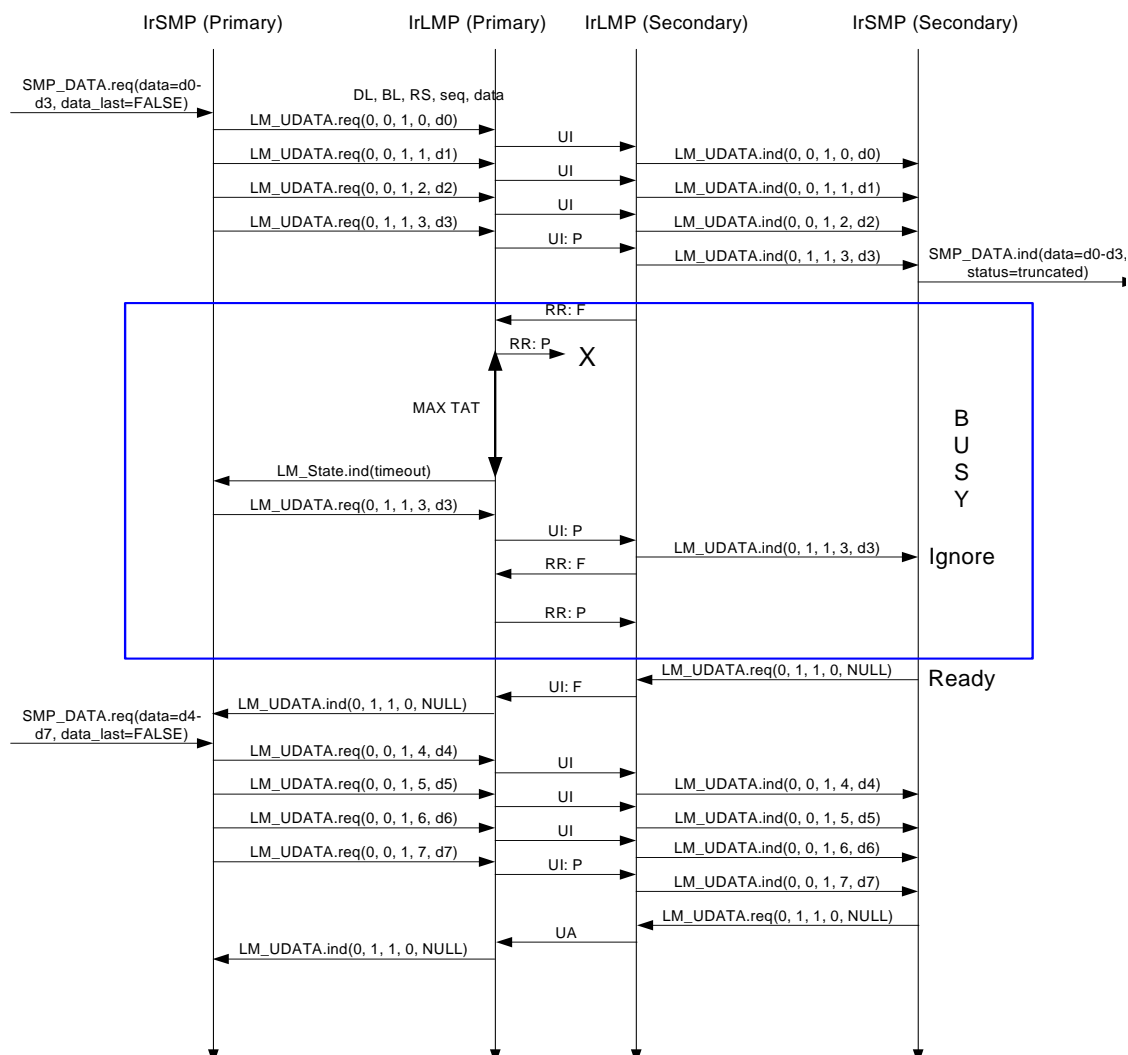 IrSMP (Primary) IrLMP (Primary) IrLMP (Secondary) IrSMP (Secondary)
SMP_DATA.req(data=d0-
d3, data_last=FALSE)
DL, BL, RS, seq, data
LM_UDATA.req(0, 0, 1, 0, d0)
UI
LM_UDATA.req(0, 0, 1, 1, d1)
LM_UDATA.ind(0, 0, 1, 0, d0)
UI
LM_UDATA.req(0, 0, 1, 2, d2)
LM_UDATA.ind(0, 0, 1, 1, d1)
UI
LM_UDATA.req(0, 1, 1, 3, d3)
LM_UDATA.ind(0, 0, 1, 2, d2)
UI: P
LM_UDATA.ind(0, 1, 1, 3, d3)
SMP_DATA.ind(data=d0-d3,
status=truncated)
RR: F
RR: P
X
MAX TAT
B
U
S
Y
LM_State.ind(timeout)
LM_UDATA.req(0, 1, 1, 3, d3)
UI: P
LM_UDATA.ind(0, 1, 1, 3, d3)
Ignore
RR: F
RR: P
LM_UDATA.req(0, 1, 1, 0, NULL)
Ready
UI: F
LM_UDATA.ind(0, 1, 1, 0, NULL)
SMP_DATA.req(data=d4-
d7, data_last=FALSE)
LM_UDATA.req(0, 0, 1, 4, d4)
UI
LM_UDATA.req(0, 0, 1, 5, d5)
LM_UDATA.ind(0, 0, 1, 4, d4)
UI
LM_UDATA.req(0, 0, 1, 6, d6)
LM_UDATA.ind(0, 0, 1, 5, d5)
UI
LM_UDATA.req(0, 0, 1, 7, d7)
LM_UDATA.ind(0, 0, 1, 6, d6)
UI: P
LM_UDATA.ind(0, 0, 1, 7, d7)
LM_UDATA.req(0, 1, 1, 0, NULL)
UA
LM_UDATA.ind(0, 1, 1, 0, NULL)